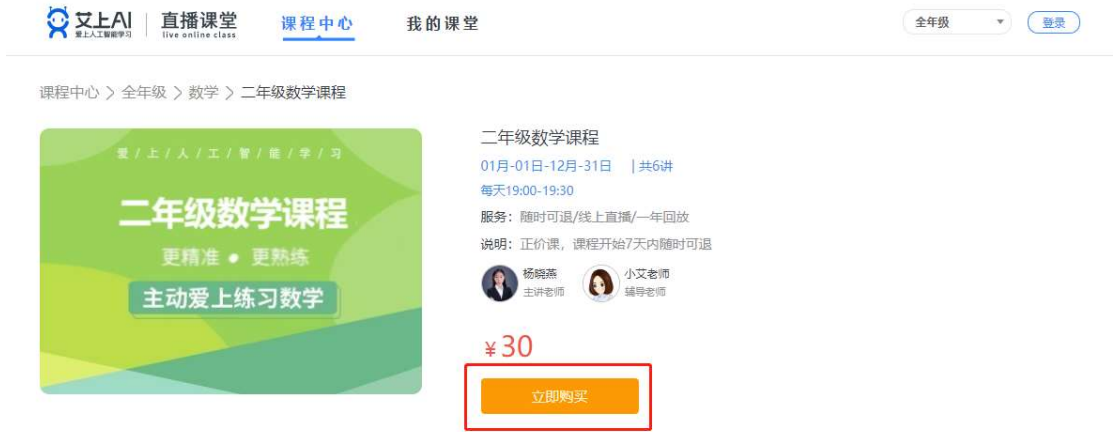 艾上AI 直播课堂 课程中心 我的课堂 全年级 登录
爱上人工智能学习 live online class
课程中心 > 全年级 > 数学 > 二年级数学课程
爱/上/人/工/智/能/学/习
二年级数学课程
更精准 ● 更熟练
主动爱上练习数学
二年级数学课程
01月-01日-12月-31日 |共6讲
每天19:00-19:30
服务：随时可退/线上直播/一年回放
说明：正价课，课程开始7天内随时可退
杨晓燕 小艾老师
主讲老师 辅导老师
¥30
立即购买